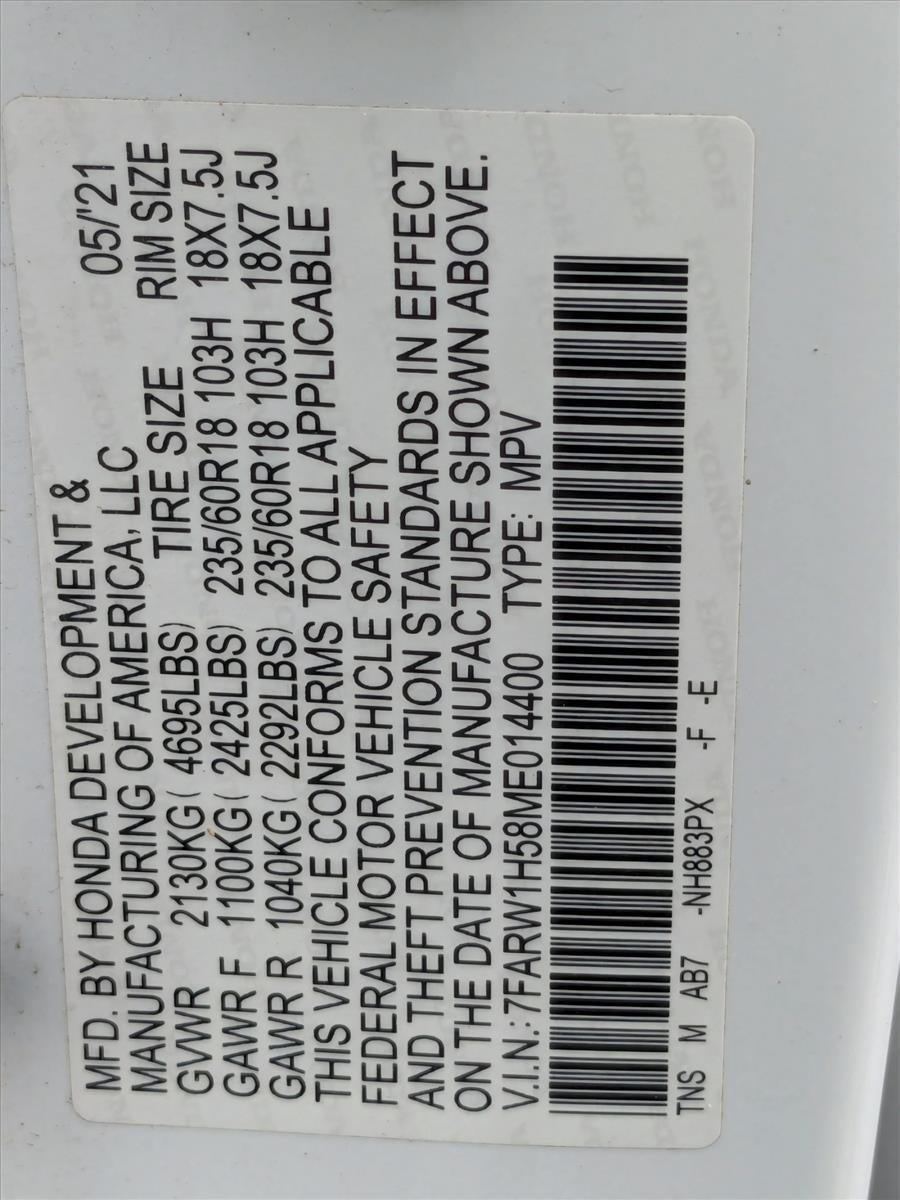 MFD. BY HONDA DEVELOPMENT &
MANUFACTURING OF AMERICA, LLC 05/'21
GVWR 2130KG( 4695LBS) TIRE SIZE RIM SIZE
GAWR F 1100KG( 2425LBS) 235/60R18 103H 18X7.5J
GAWR R 1040KG( 2292LBS) 235/60R18 103H 18X7.5J
THIS VEHICLE CONFORMS TO ALL APPLICABLE
FEDERAL MOTOR VEHICLE SAFETY
AND THEFT PREVENTION STANDARDS IN EFFECT
ON THE DATE OF MANUFACTURE SHOWN ABOVE.
V.I.N.:7FARW1H58ME014400 TYPE: MPV
TNS M AB7 -NH883PX -F -E